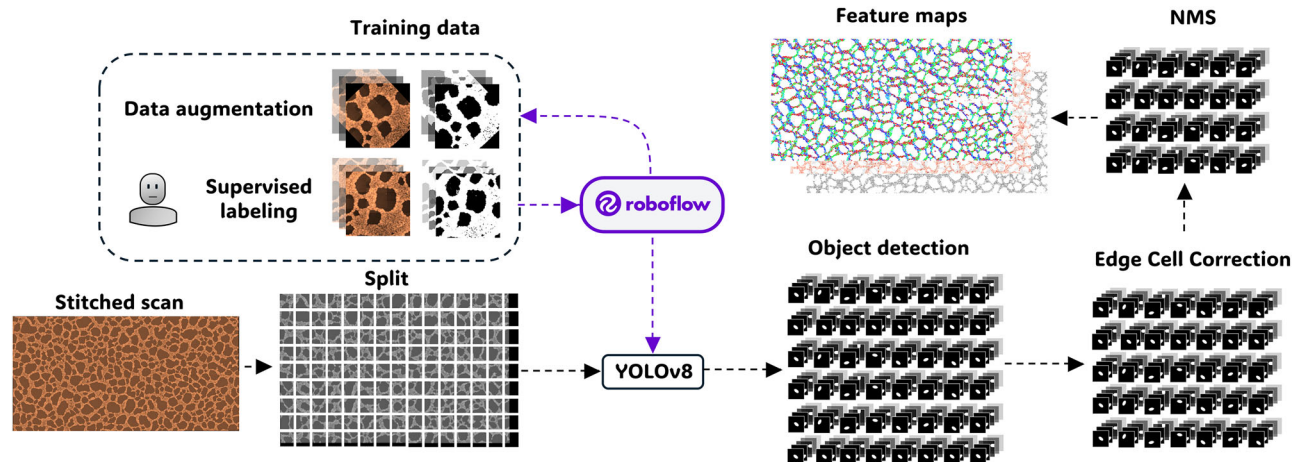 Training data
Data augmentation
Supervised
labeling
roboflow
Feature maps
NMS
Stitched scan
Split
YOLOv8
Object detection
Edge Cell Correction